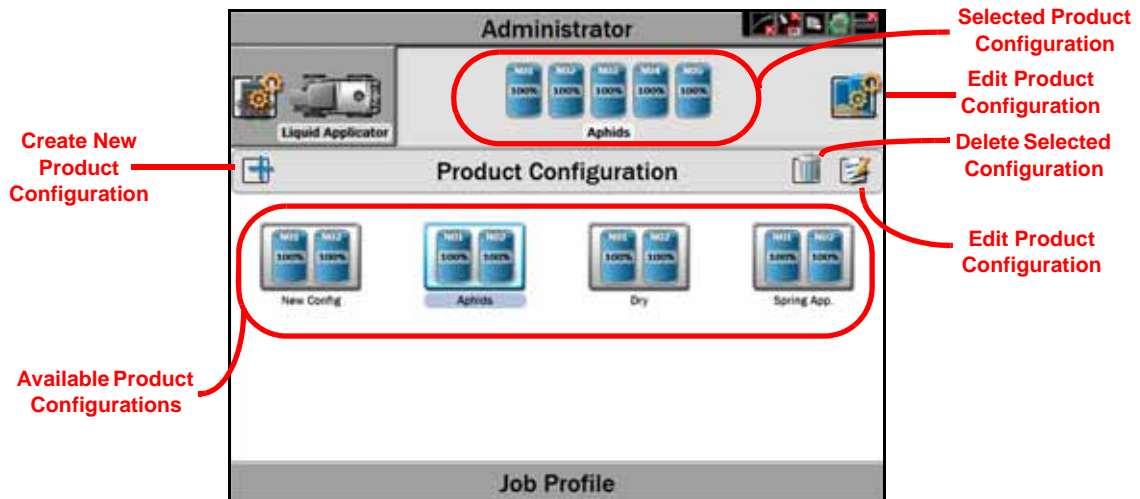 Administrator
Selected Product
Configuration
N01 N02 N03 N04 N05
100% 100% 100% 100% 100%
Edit Product
Configuration
Liquid Applicator
Aphids
Create New
Product
Configuration
Product Configuration
Delete Selected
Configuration
N01 N02
100% 100%
New Config
N01 N02
100% 100%
Aphids
N01 N02
100% 100%
Dry
N01 N02
100% 100%
Spring App.
Edit Product
Configuration
Available Product
Configurations
Job Profile